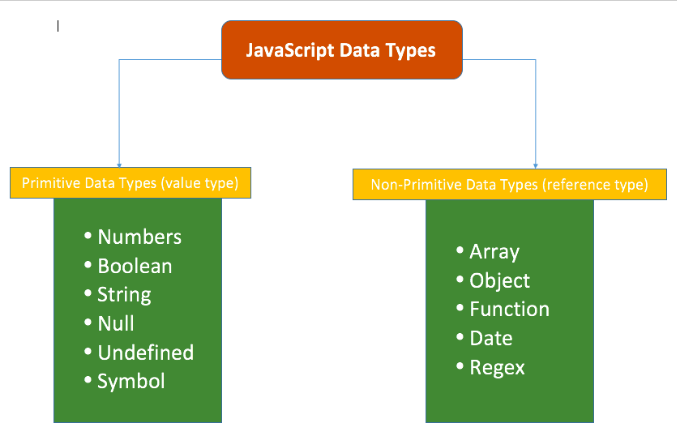 JavaScript Data Types
Primitive Data Types (value type)
• Numbers
• Boolean
• String
• Null
• Undefined
• Symbol
Non-Primitive Data Types (reference type)
• Array
• Object
• Function
• Date
• Regex